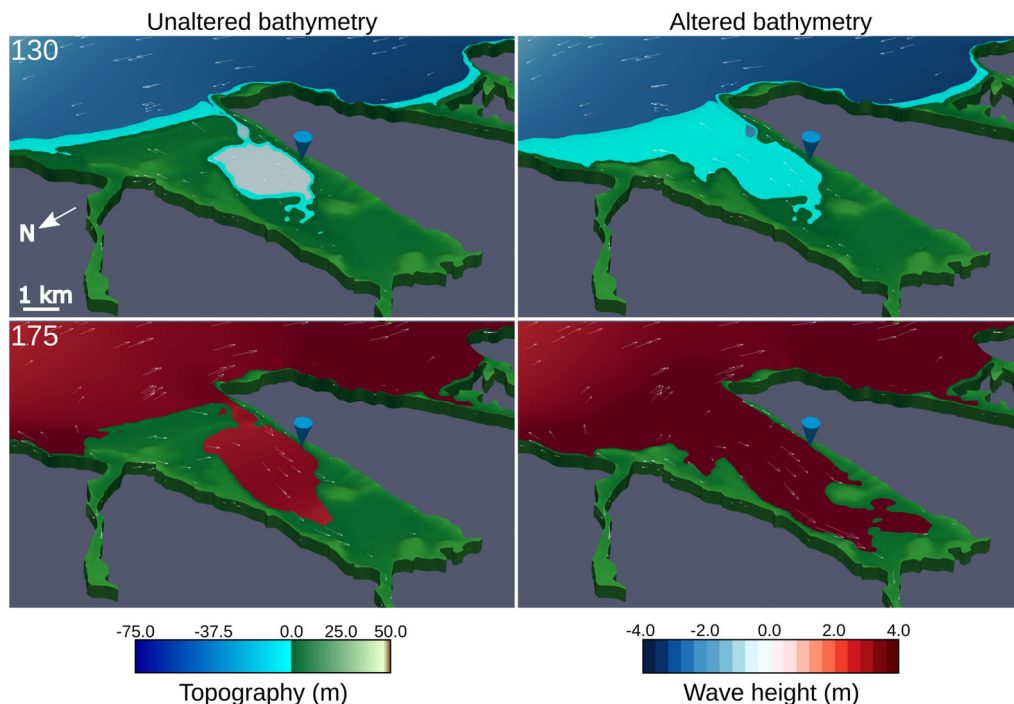 Unaltered bathymetry
Altered bathymetry
130
N
1 km
175
-75.0 -37.5 0.0 25.0 50.0
Topography (m)
-4.0 -2.0 0.0 2.0 4.0
Wave height (m)